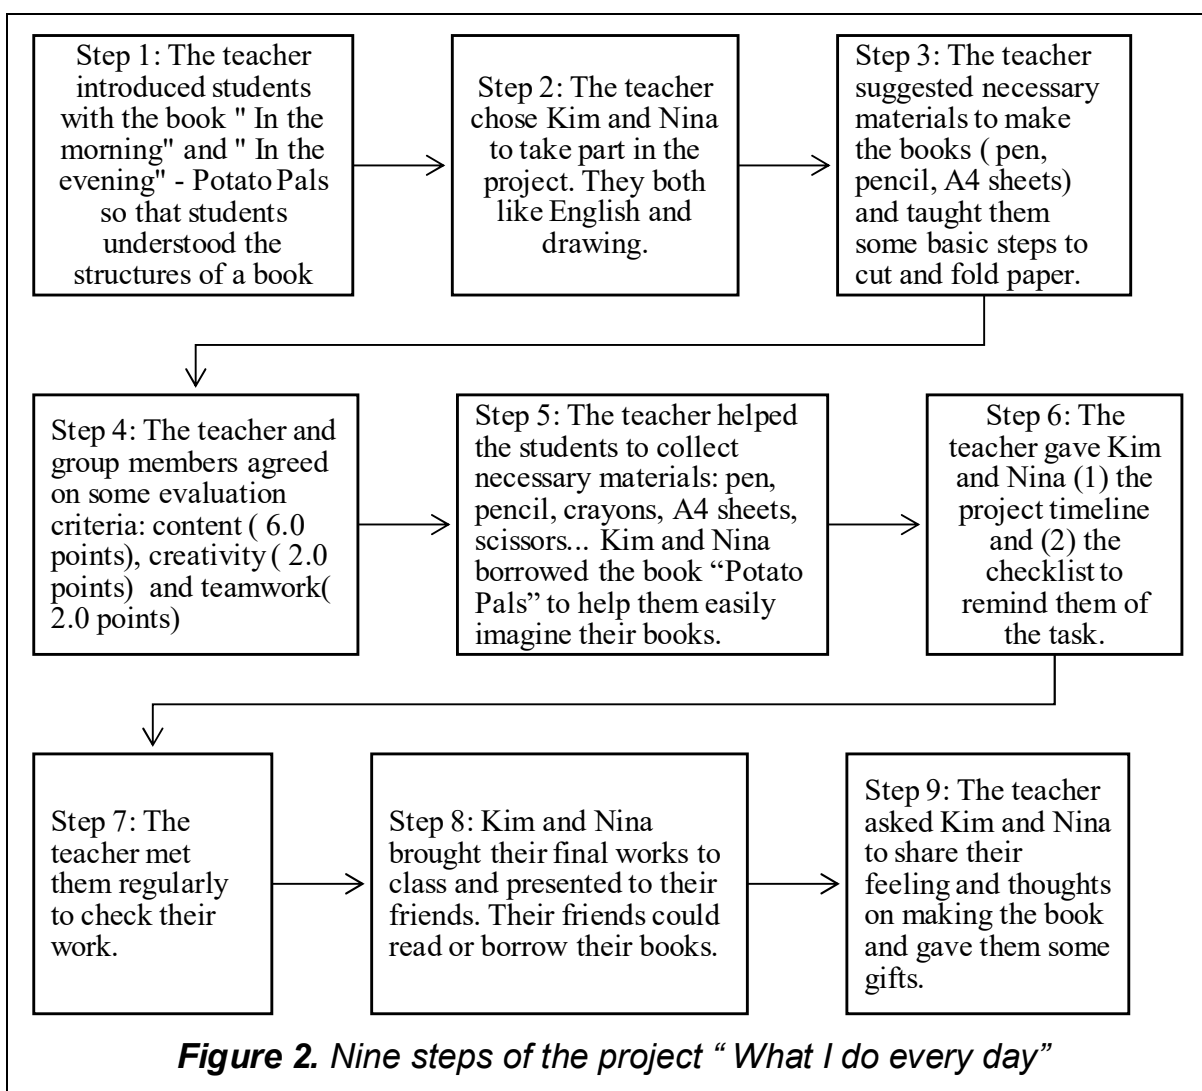 Step 1: The teacher
introduced students
with the book " In the
morning" and " In the
evening" - Potato Pals
so that students
understood the
structures of a book
Step 2: The teacher
chose Kim and Nina
to take part in the
project. They both
like English and
drawing.
Step 3: The teacher
suggested necessary
materials to make
the books ( pen,
pencil, A4 sheets)
and taught them
some basic steps to
cut and fold paper.
Step 4: The teacher and
group members agreed
on some evaluation
criteria: content ( 6.0
points), creativity ( 2.0
points) and teamwork(
2.0 points)
Step 5: The teacher helped
the students to collect
necessary materials: pen,
pencil, crayons, A4 sheets,
scissors... Kim and Nina
borrowed the book “Potato
Pals” to help them easily
imagine their books.
Step 6: The
teacher gave Kim
and Nina (1) the
project timeline
and (2) the
checklist to
remind them of
the task.
Step 7: The
teacher met
them regularly
to check their
work.
Step 8: Kim and Nina
brought their final works to
class and presented to their
friends. Their friends could
read or borrow their books.
Step 9: The teacher
asked Kim and Nina
to share their
feeling and thoughts
on making the book
and gave them some
gifts.
Figure 2. Nine steps of the project “ What I do every day”